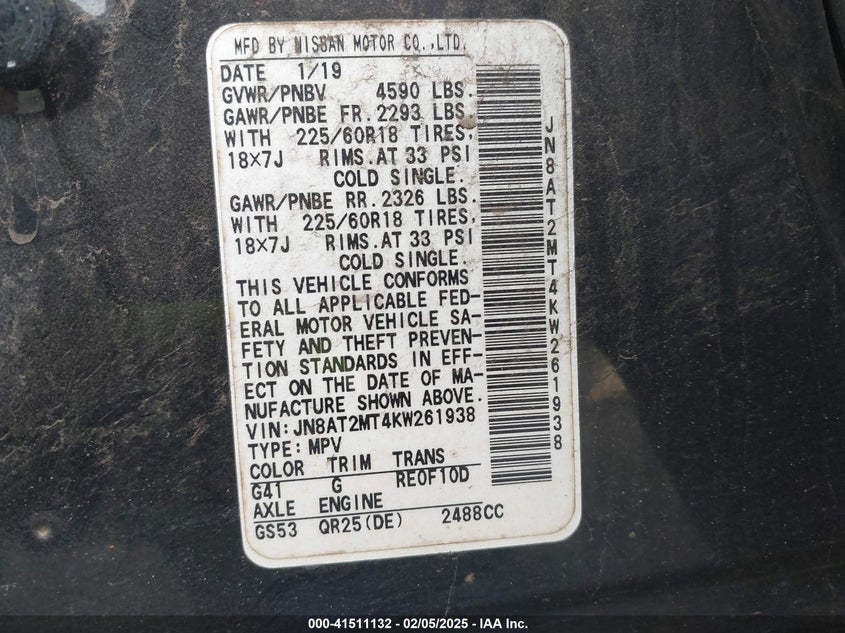 MFD BY NISSAN MOTOR CO.,LTD.
DATE 1/19
GVWR/PNBV 4590 LBS.
GAWR/PNBE FR.2293 LBS.
WITH 225/60R18 TIRES,
18×7J RIMS.AT 33 PSI
COLD SINGLE.
GAWR/PNBE RR.2326 LBS.
WITH 225/60R18 TIRES,
18×7J RIMS.AT 33 PSI
COLD SINGLE.
THIS VEHICLE CONFORMS
TO ALL APPLICABLE FED-
ERAL MOTOR VEHICLE SA-
FETY AND THEFT PREVEN-
TION STANDARDS IN EFF-
ECT ON THE DATE OF MA-
NUFACTURE SHOWN ABOVE.
VIN:JN8AT2MT4KW261938
TYPE:MPV
COLOR TRIM TRANS
G41 G RE0F10D
AXLE ENGINE
GS53 QR25(DE) 2488CC
JN8AT2MT4KW261938
000-41511132 - 02/05/2025 - IAA Inc.